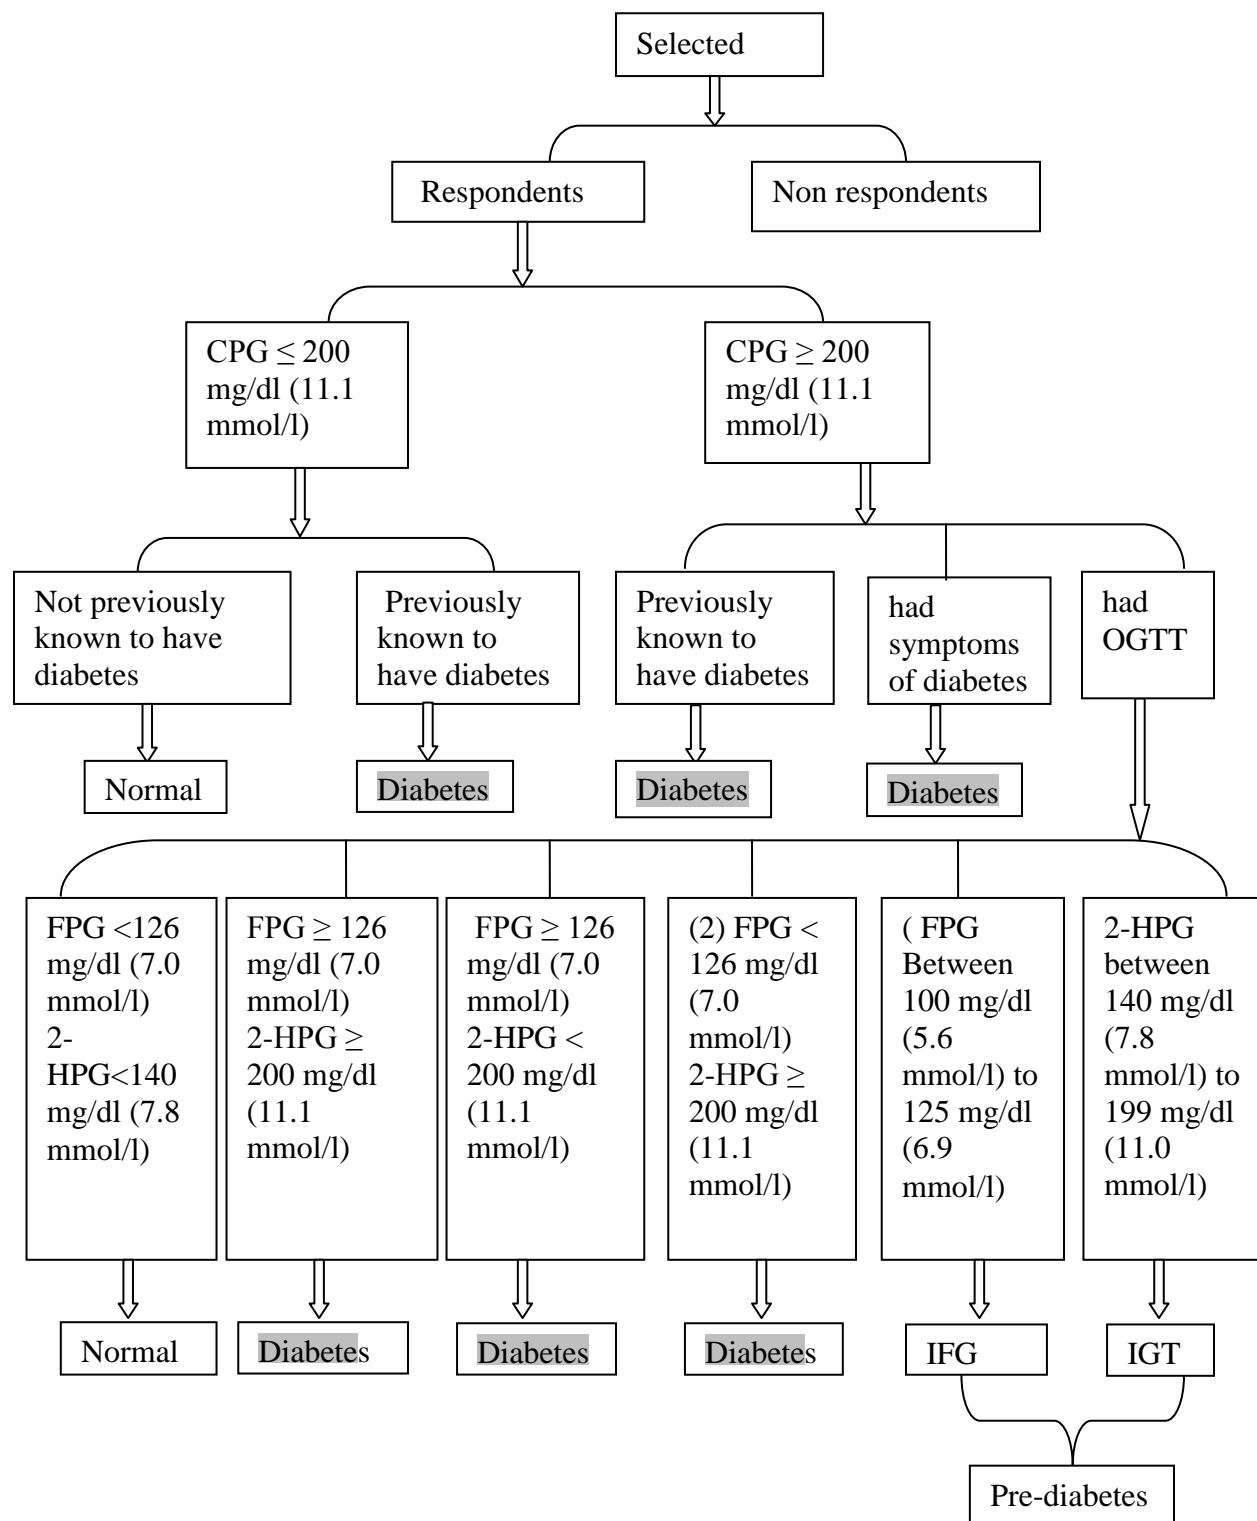 Selected
Respondents
Non respondents
CPG ≤ 200
mg/dl (11.1
mmol/l)
CPG ≥ 200
mg/dl (11.1
mmol/l)
Not previously
known to have
diabetes
Previously
known to
have diabetes
Previously
known to
have diabetes
had
symptoms
of diabetes
had
OGTT
Normal
Diabetes
Diabetes
Diabetes
FPG <126
mg/dl (7.0
mmol/l)
2-
HPG<140
mg/dl (7.8
mmol/l)
FPG ≥ 126
mg/dl (7.0
mmol/l)
2-HPG ≥
200 mg/dl
(11.1
mmol/l)
FPG ≥ 126
mg/dl (7.0
mmol/l)
2-HPG <
200 mg/dl
(11.1
mmol/l)
(2) FPG <
126 mg/dl
(7.0
mmol/l)
2-HPG ≥
200 mg/dl
(11.1
mmol/l)
( FPG
Between
100 mg/dl
(5.6
mmol/l) to
125 mg/dl
(6.9
mmol/l)
2-HPG
between
140 mg/dl
(7.8
mmol/l) to
199 mg/dl
(11.0
mmol/l)
Normal
Diabetes
Diabetes
Diabetes
IFG
IGT
Pre-diabetes